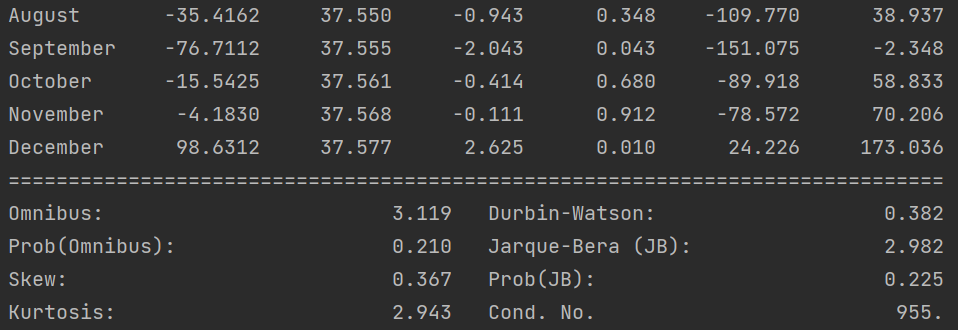 August -35.4162 37.550 -0.943 0.348 -109.770 38.937
September -76.7112 37.555 -2.043 0.043 -151.075 -2.348
October -15.5425 37.561 -0.414 0.680 -89.918 58.833
November -4.1830 37.568 -0.111 0.912 -78.572 70.206
December 98.6312 37.577 2.625 0.010 24.226 173.036
==============================================================================
Omnibus: 3.119 Durbin-Watson: 0.382
Prob(Omnibus): 0.210 Jarque-Bera (JB): 2.982
Skew: 0.367 Prob(JB): 0.225
Kurtosis: 2.943 Cond. No. 955.